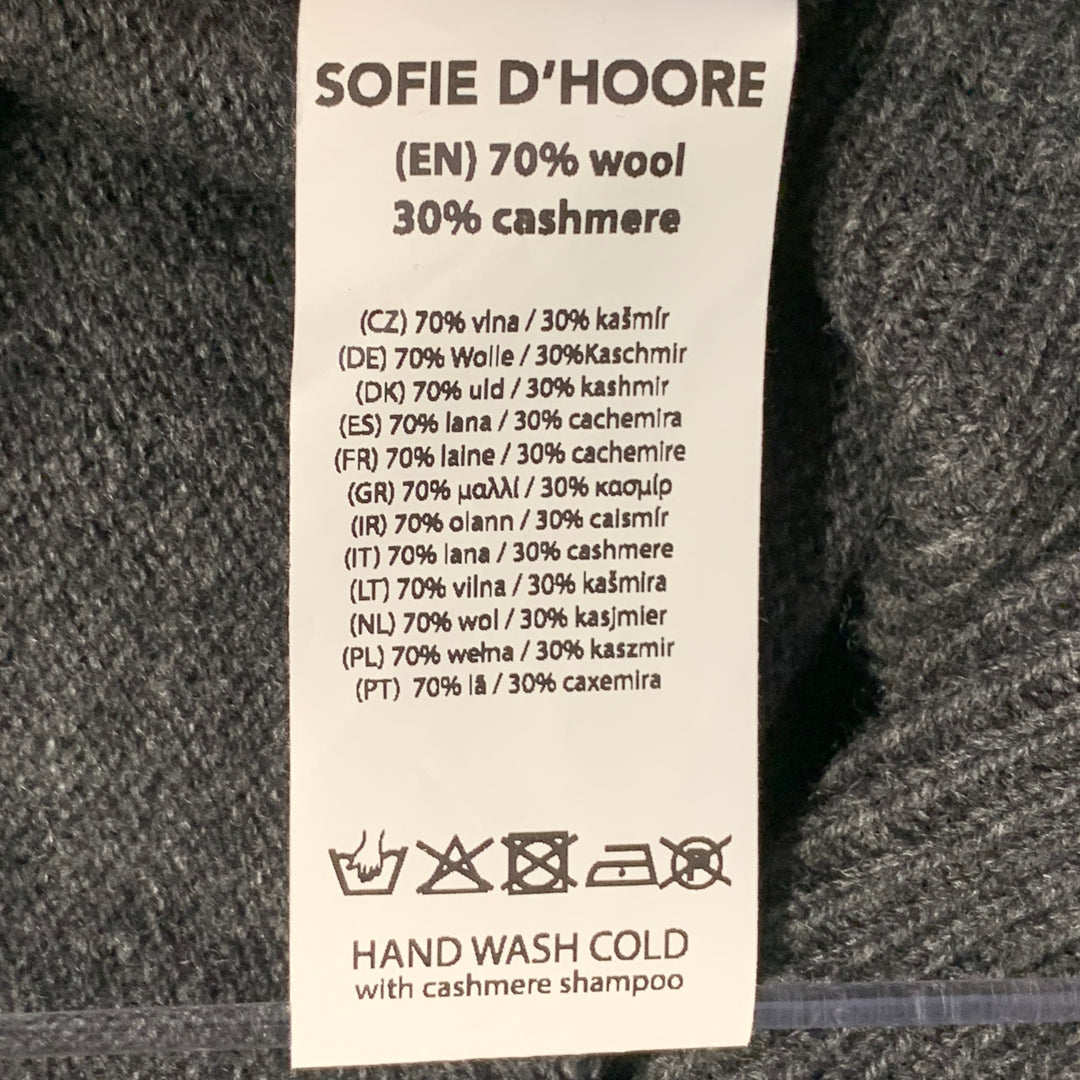 SOFIE D'HOORE
(EN) 70% wool
30% cashmere
(CZ) 70% vlna / 30% kašmír
(DE) 70% Wolle / 30%Kaschmir
(DK) 70% uld / 30% kashmir
(ES) 70% lana / 30% cachemira
(FR) 70% laine / 30% cachemire
(GR) 70% μαλλί / 30% κασμίρ
(IR) 70% olann / 30% caismír
(IT) 70% lana / 30% cashmere
(LT) 70% vilna / 30% kašmira
(NL) 70% wol / 30% kasjmier
(PL) 70% wełna / 30% kaszmir
(PT) 70% lã / 30% caxemira
P
HAND WASH COLD
with cashmere shampoo